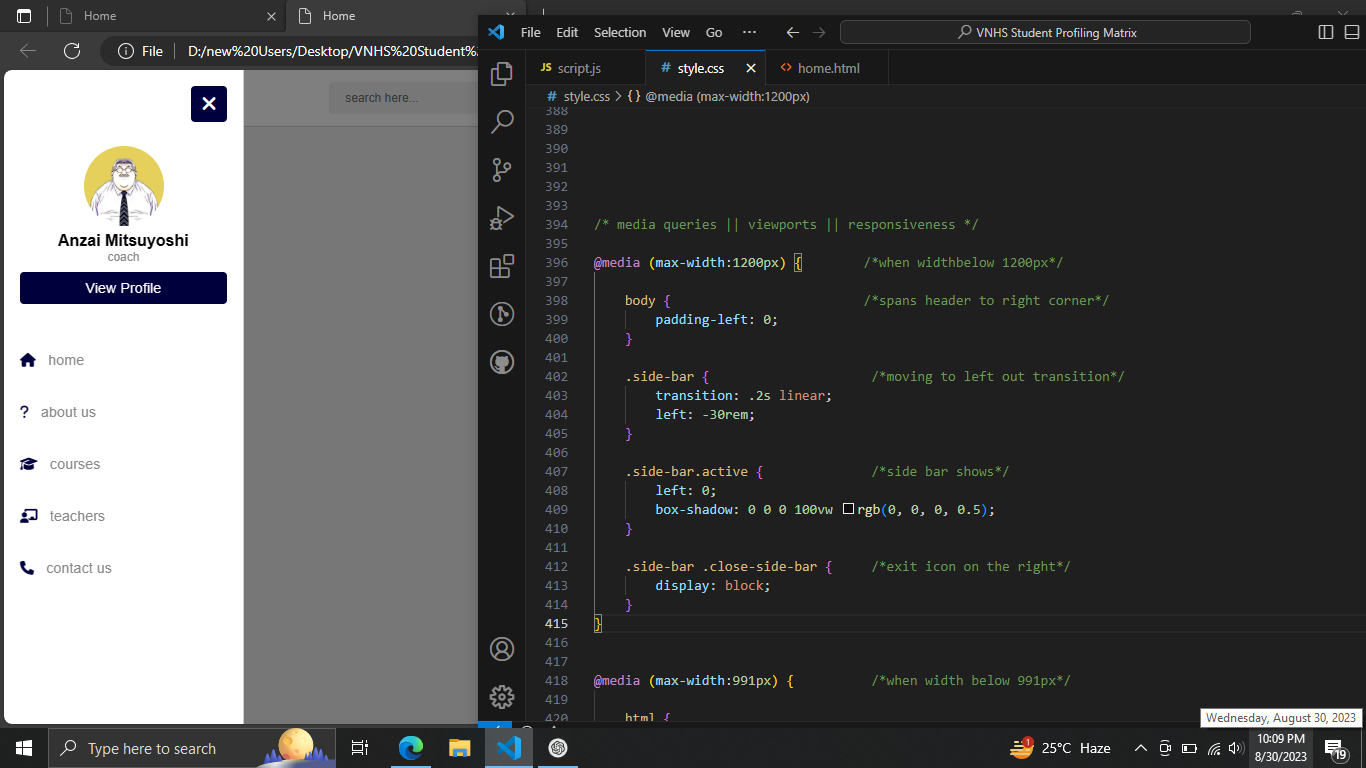 Home
Home
File
D:/new%20Users/Desktop/VNHS%20Student%
search here...
Anzai Mitsuyoshi
coach
View Profile
home
? about us
courses
teachers
contact us
File Edit Selection View Go ...
VNHS Student Profiling Matrix
JS script.js
# style.css
<> home.html
# style.css > {} @media (max-width:1200px)
388
389
390
391
392
393
394 /* media queries || viewports || responsiveness */
395
396 @media (max-width:1200px) { /*when widthbelow 1200px*/
397
398 body { /*spans header to right corner*/
399 padding-left: 0;
400 }
401
402 .side-bar { /*moving to left out transition*/
403 transition: .2s linear;
404 left: -30rem;
405 }
406
407 .side-bar.active { /*side bar shows*/
408 left: 0;
409 box-shadow: 0 0 0 100vw rgb(0, 0, 0, 0.5);
410 }
411
412 .side-bar .close-side-bar { /*exit icon on the right*/
413 display: block;
414 }
415 }
416
417
418 @media (max-width:991px) { /*when width below 991px*/
419
420 html {
Wednesday, August 30, 2023
Type here to search
1
25°C Haze
10:09 PM
8/30/2023
19